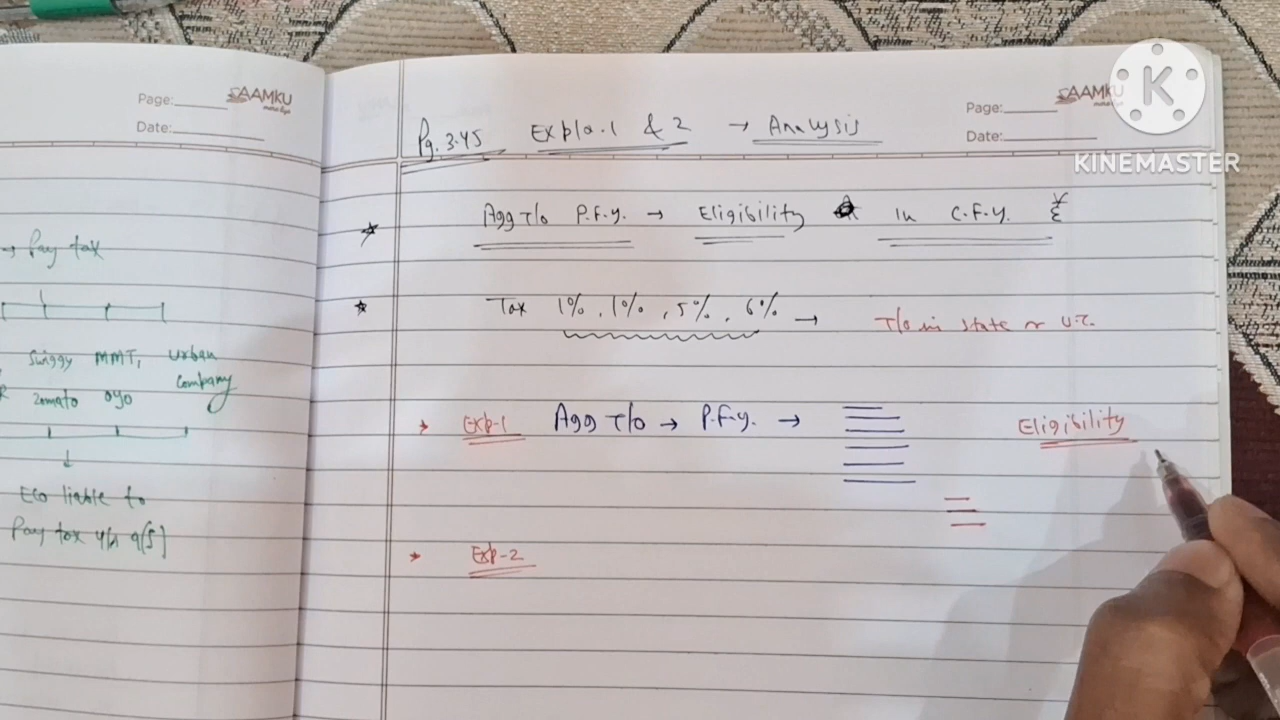 Page:
SAAMKU
Date:
→ Pay tax
Swiggy MMT, Urban
Zomato oyo company
Eco liable to
Pay tax u/s 9(5)
Page:
SAAMKU
Date:
K
KINEMASTER
Pg. 3.45 Expla.1 & 2 → Analysis
Agg T/o P.F.y. → Eligibility In C.F.y.
Tax 1%, 1%, 5%, 6% → T/o in state or U.T.
Exp-1 Agg T/o → P.F.y. → Eligibility
Exp-2